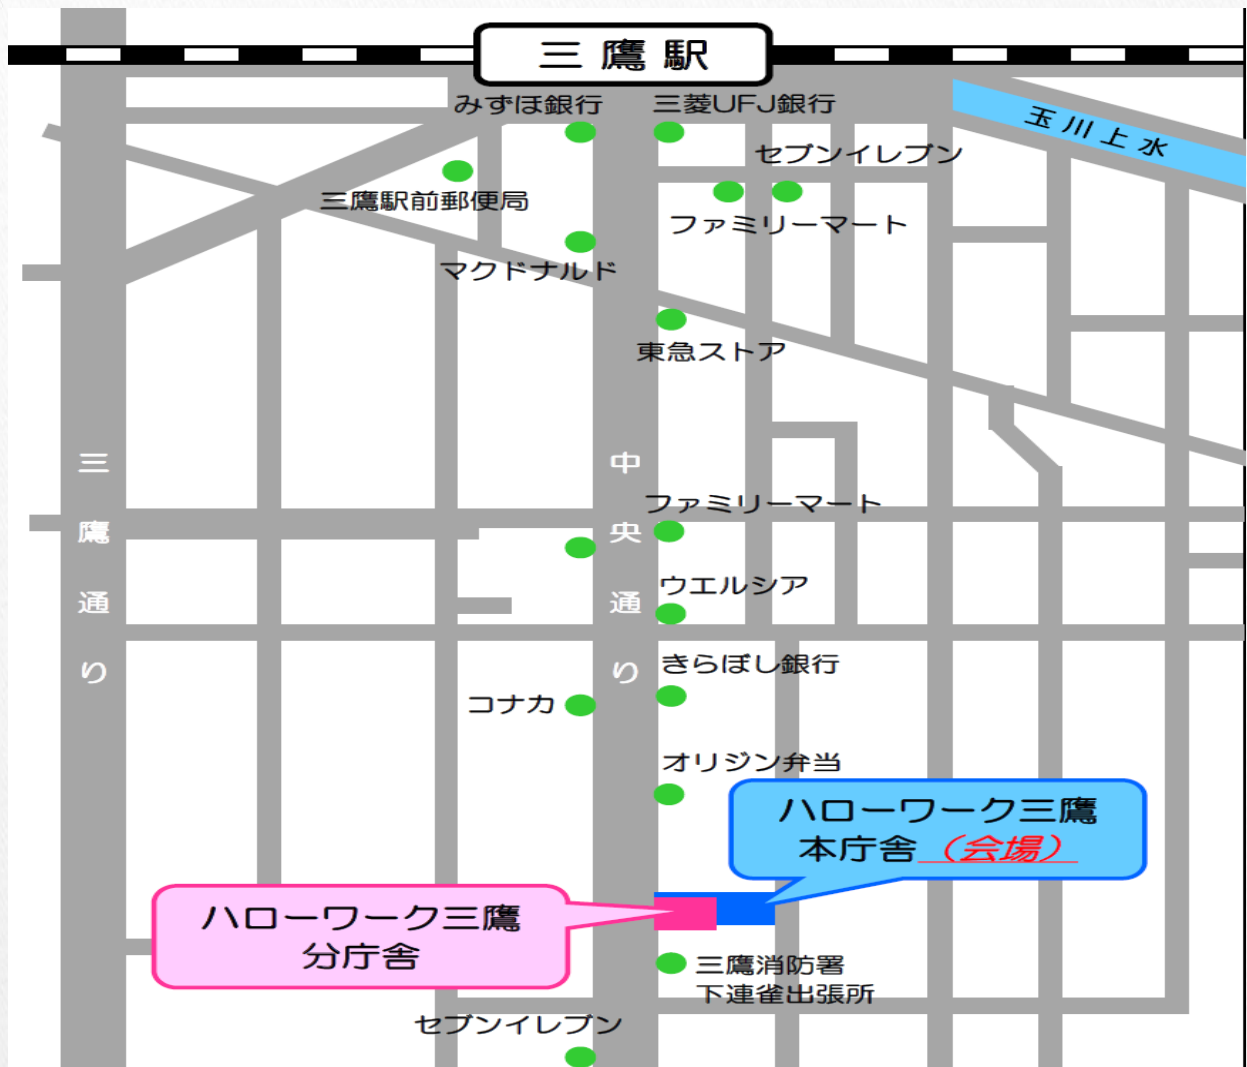 三鷹駅
みずほ銀行
三菱UFJ銀行
玉川上水
セブンイレブン
三鷹駅前郵便局
ファミリーマート
マクドナルド
東急ストア
三鷹通り
中央通り
ファミリーマート
ウエルシア
きらぼし銀行
コナカ
オリジン弁当
ハローワーク三鷹
本庁舎（会場）
ハローワーク三鷹
分庁舎
三鷹消防署
下連雀出張所
セブンイレブン